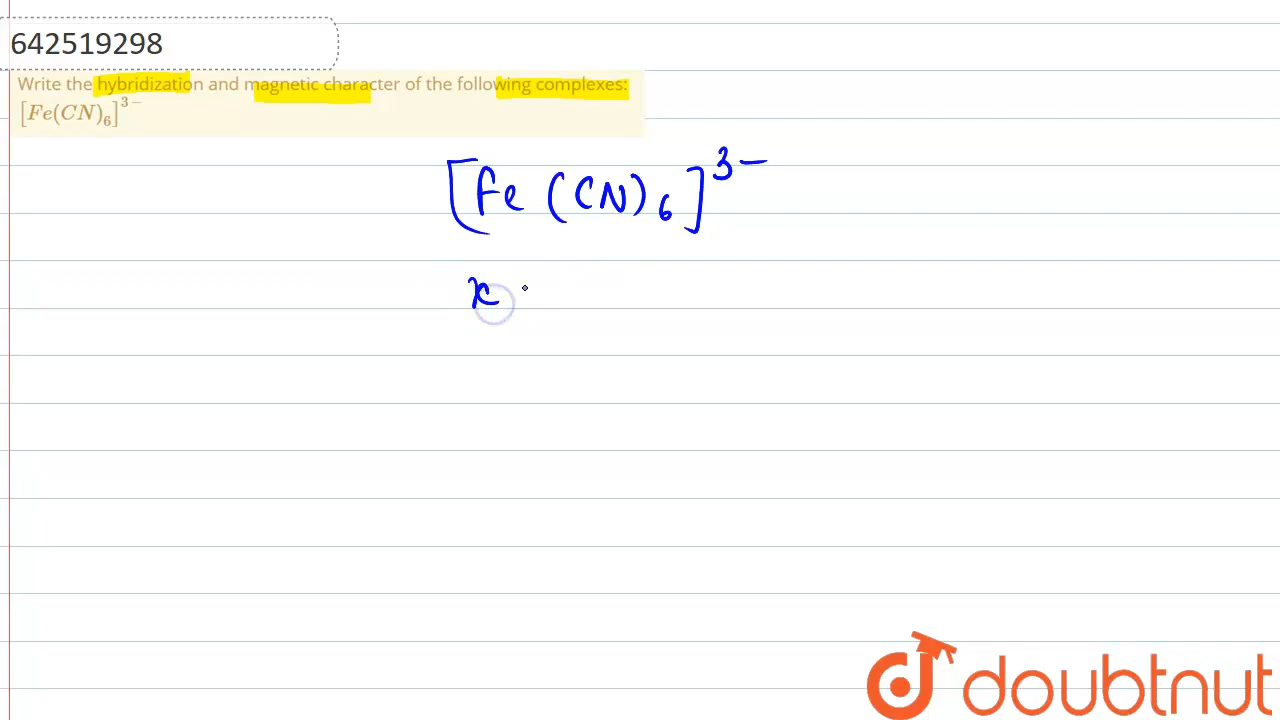 642519298
Write the hybridization and magnetic character of the following complexes:
[Fe(CN)₆]³⁻
[Fe (CN)₆]³⁻
x
doubtnut